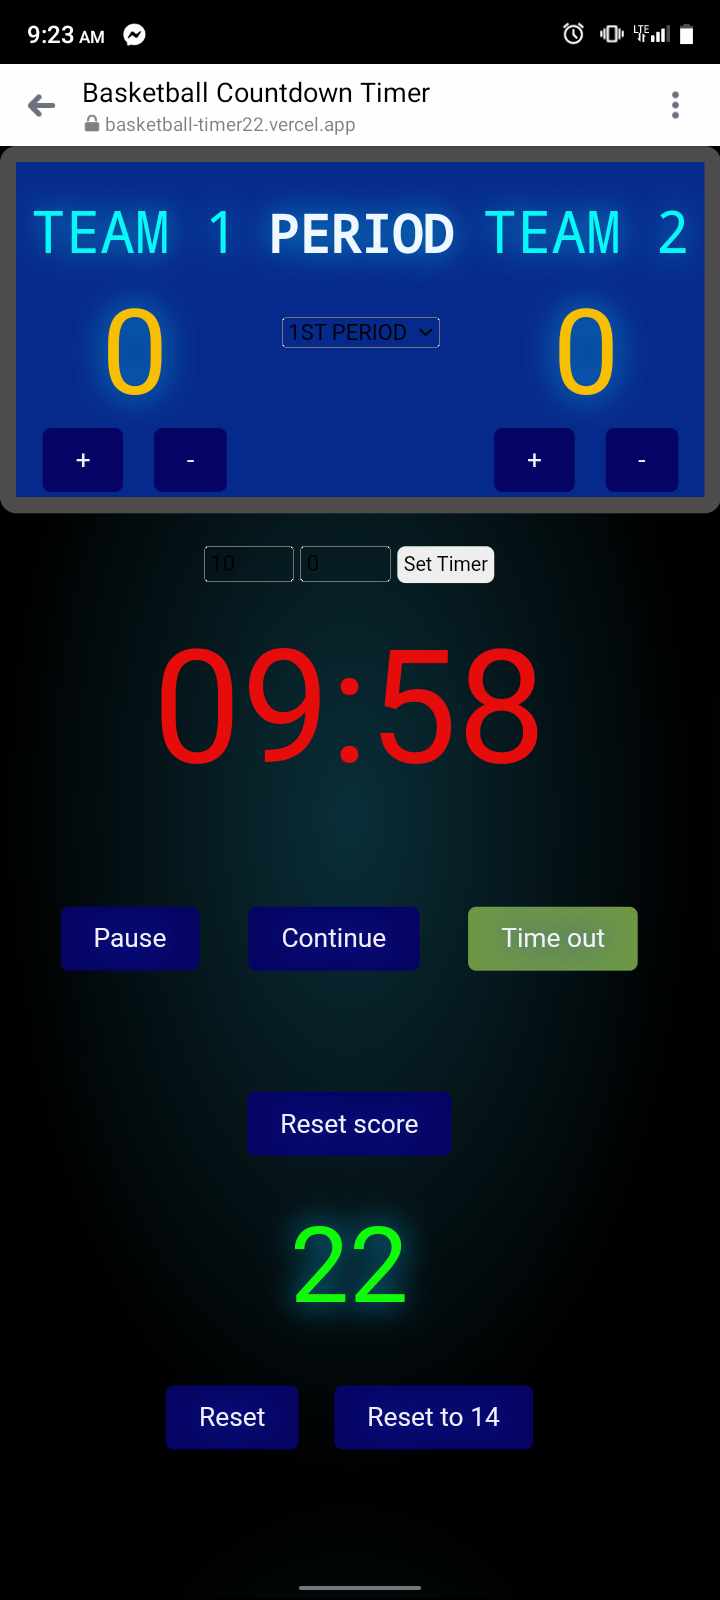 9:23 AM LTE
Basketball Countdown Timer
basketball-timer22.vercel.app
TEAM 1 PERIOD TEAM 2
0 1ST PERIOD 0
+ - + -
10 0 Set Timer
09:58
Pause Continue Time out
Reset score
22
Reset Reset to 14